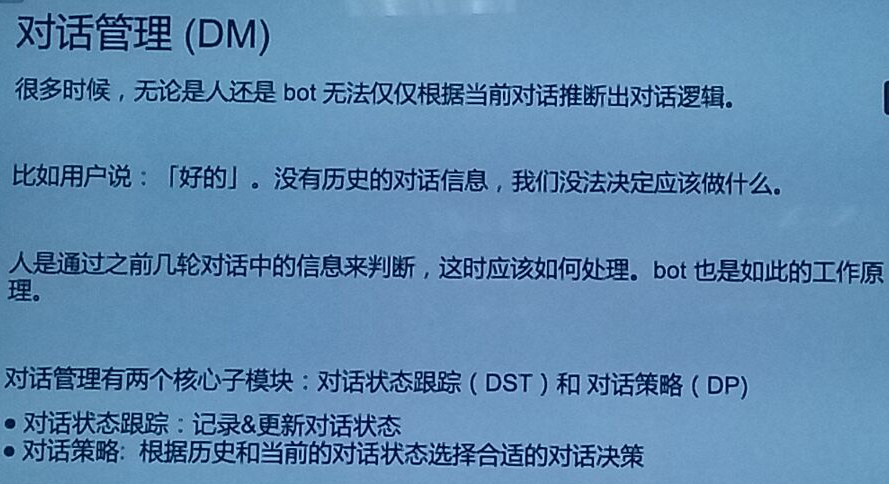 对话管理 (DM)
很多时候，无论是人还是 bot 无法仅仅根据当前对话推断出对话逻辑。
比如用户说：「好的」。没有历史的对话信息，我们没法决定应该做什么。
人是通过之前几轮对话中的信息来判断，这时应该如何处理。bot 也是如此的工作原
理。
对话管理有两个核心子模块：对话状态跟踪（DST）和 对话策略（DP)
• 对话状态跟踪：记录&更新对话状态
• 对话策略:  根据历史和当前的对话状态选择合适的对话决策